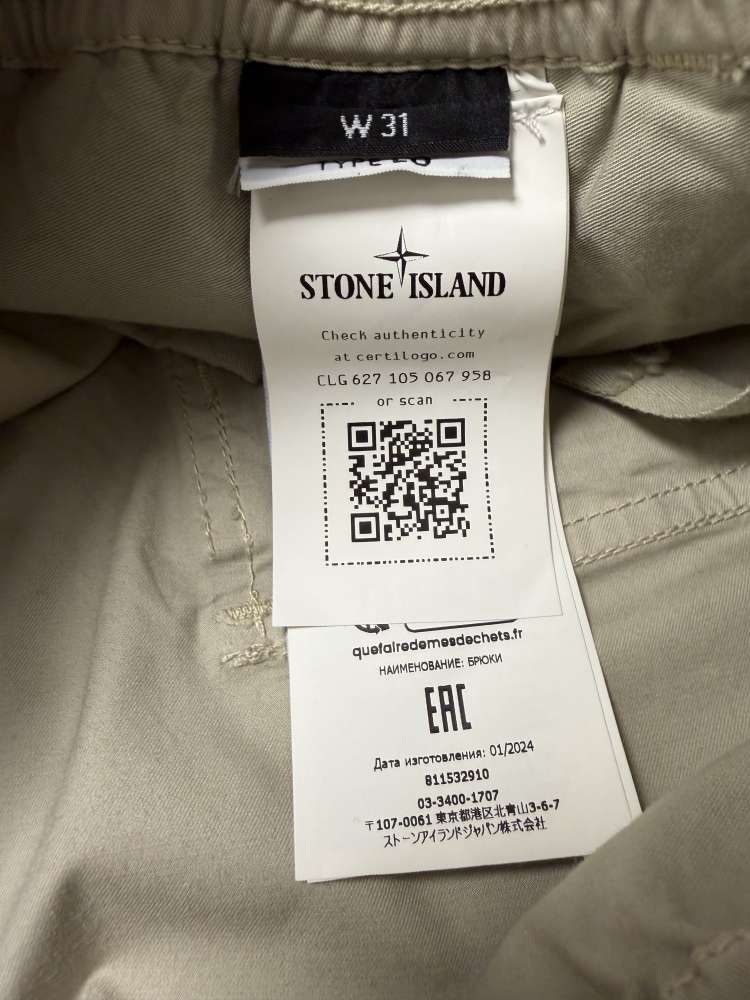 W 31
STONE ISLAND
Check authenticity
at certilogo.com
CLG 627 105 067 958
or scan
quefairedemesdechets.fr
НАИМЕНОВАНИЕ: БРЮКИ
EAC
Дата изготовления: 01/2024
811532910
03-3400-1707
〒107-0061 東京都港区北青山3-6-7
ストーンアイランドジャパン株式会社